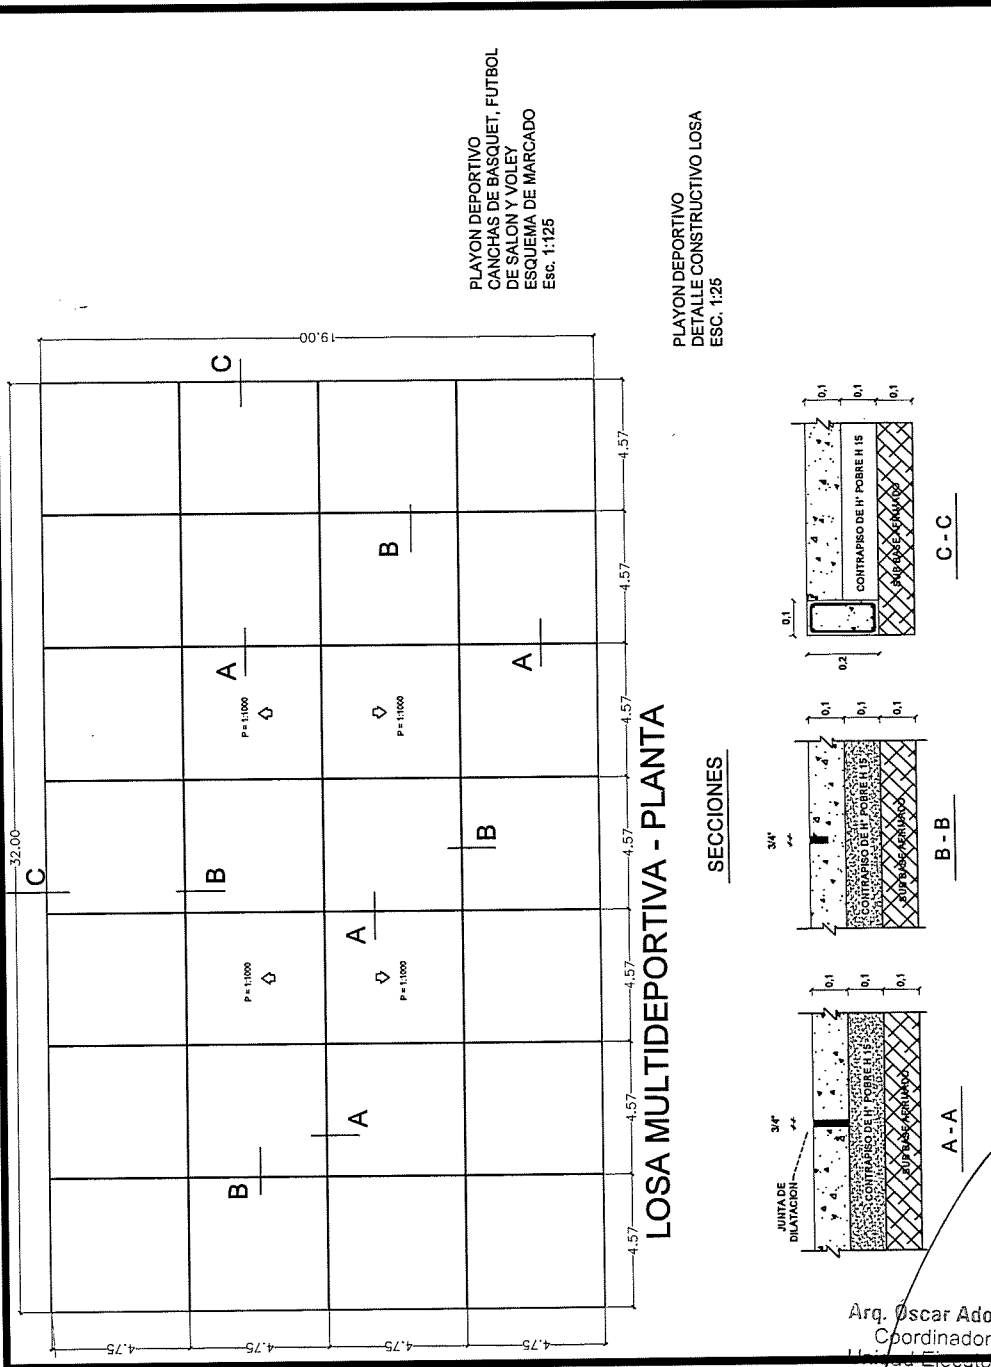 PLAYON DEPORTIVO
CANCHAS DE BASQUET, FUTBOL
DE SALON Y VOLEY
ESQUEMA DE MARCADO
Esc. 1:125
PLAYON DEPORTIVO
DETALLE CONSTRUCTIVO LOSA
ESC. 1:25
32.00
19.00
C
C
B
B
B
B
A
A
A
A
P = 1:1000
P = 1:1000
P = 1:1000
P = 1:1000
4.75
4.75
4.75
4.75
4.57
4.57
4.57
4.57
4.57
4.57
4.57
LOSA MULTIDEPORTIVA - PLANTA
SECCIONES
JUNTA DE
DILATACION
3/4"
0,1
0,1
0,1
CONTRAPISO DE H° POBRE H 15
SUB BASE
A - A
3/4"
0,1
0,1
0,1
CONTRAPISO DE H° POBRE H 15
SUB BASE
B - B
0,1
0,2
0,1
0,1
0,1
CONTRAPISO DE H° POBRE H 15
SUB BASE
C - C
Arq. Óscar Ado
Coordinador